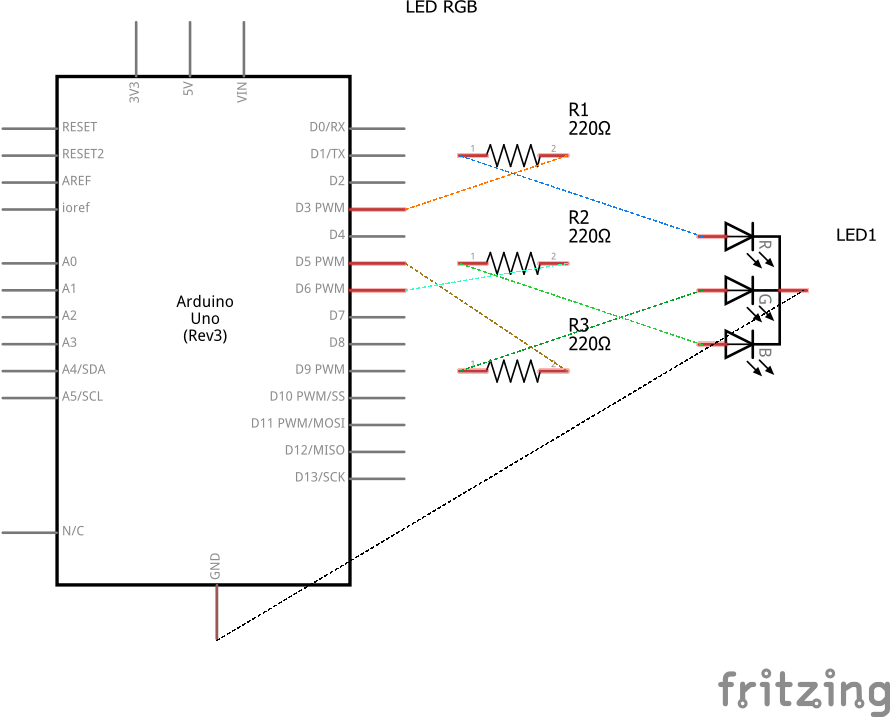 LED RGB
3V3
5V
VIN
RESET
RESET2
AREF
ioref
A0
A1
A2
A3
A4/SDA
A5/SCL
N/C
Arduino
Uno
(Rev3)
D0/RX
D1/TX
D2
D3 PWM
D4
D5 PWM
D6 PWM
D7
D8
D9 PWM
D10 PWM/SS
D11 PWM/MOSI
D12/MISO
D13/SCK
GND
R1
220Ω
1
2
R2
220Ω
1
2
R3
220Ω
1
2
LED1
R
G
B
fritzing